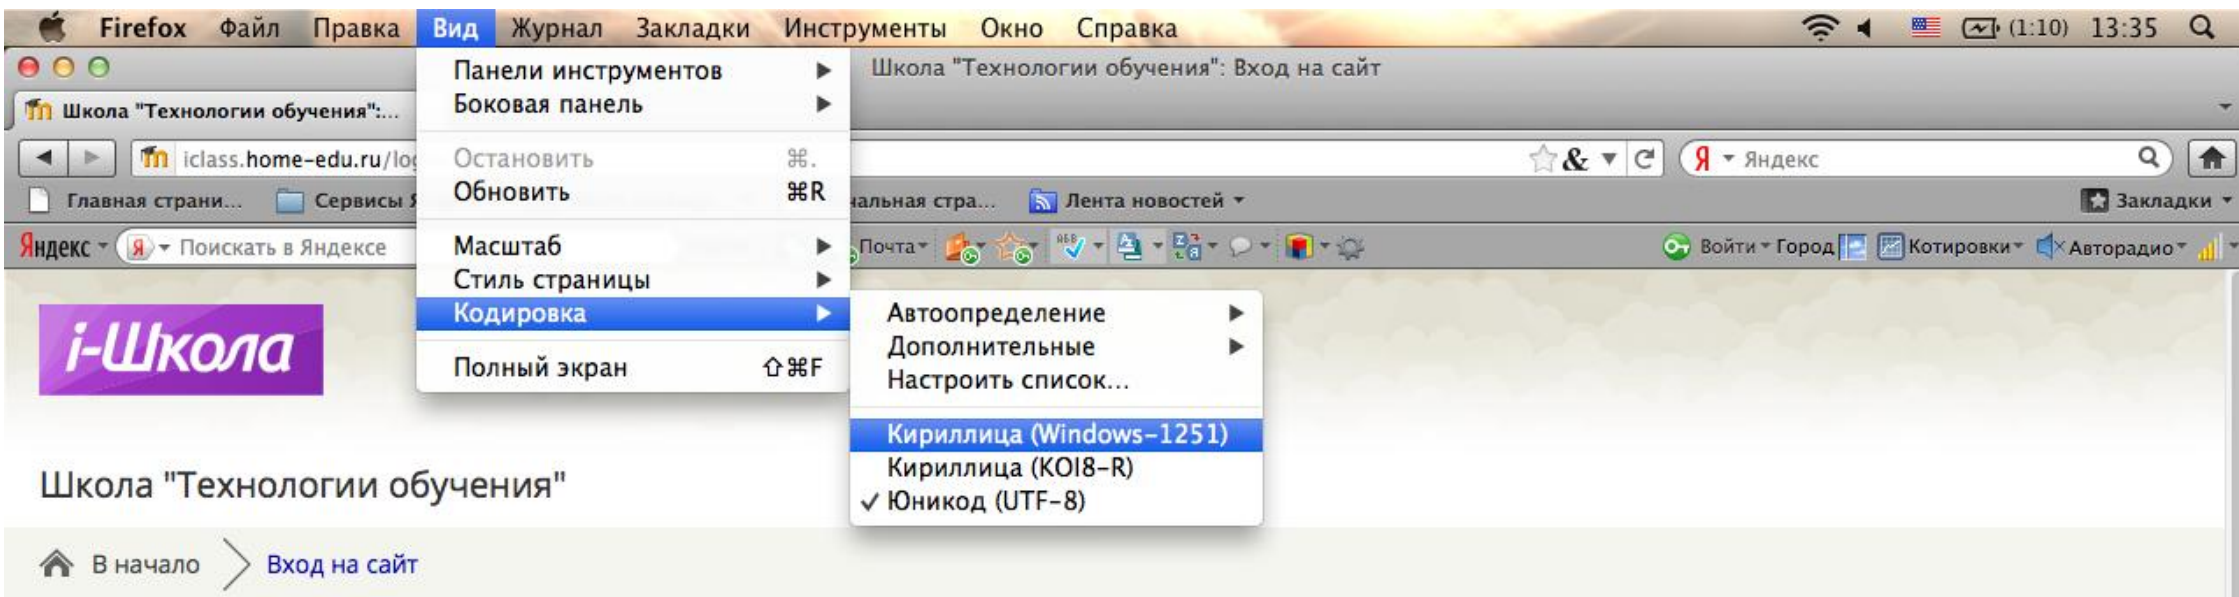 Firefox Файл Правка Вид Журнал Закладки Инструменты Окно Справка (1:10) 13:35
Школа "Технологии обучения": Вход на сайт
Школа "Технологии обучения":...
iclass.home-edu.ru/log & Я Яндекс
Главная страни... Сервисы Я альная стра... Лента новостей Закладки
Яндекс Я Поискать в Яндексе Почта Войти Город Котировки Авторадио
Панели инструментов
Боковая панель
Остановить ⌘.
Обновить ⌘R
Масштаб
Стиль страницы
Кодировка
Полный экран ⇧⌘F
Автоопределение
Дополнительные
Настроить список...
Кириллица (Windows-1251)
Кириллица (KOI8-R)
✓ Юникод (UTF-8)
i-Школа
Школа "Технологии обучения"
В начало Вход на сайт